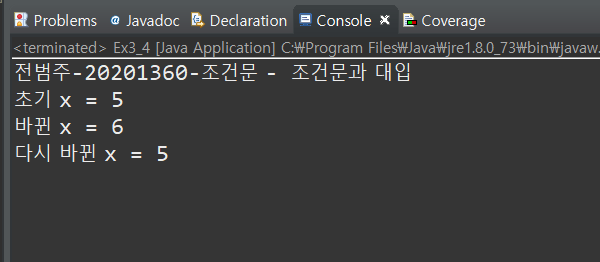 Problems @ Javadoc Declaration Console Coverage
<terminated> Ex3_4 [Java Application] C:₩Program Files₩Java₩jre1.8.0_73₩bin₩javaw.
전범주-20201360-조건문 - 조건문과 대입
초기 x = 5
바뀐 x = 6
다시 바뀐 x = 5